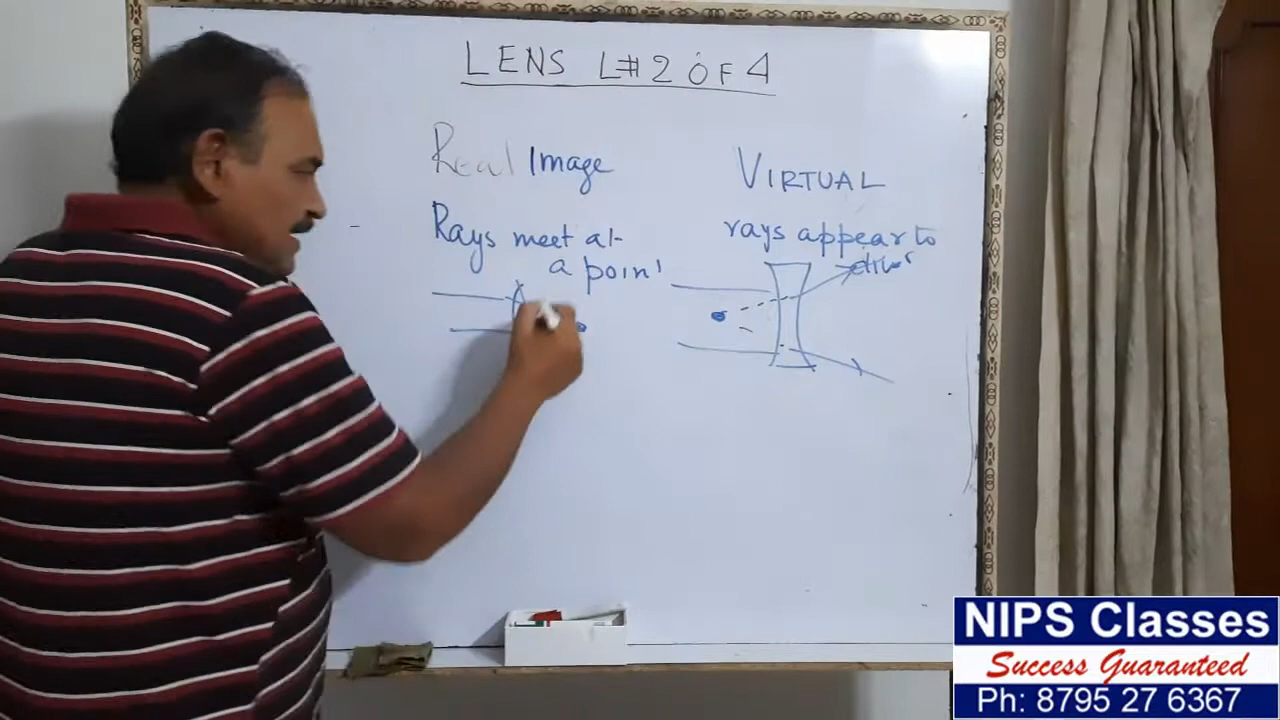 LENS L#2 OF 4
Real Image
Rays meet at
a point
VIRTUAL
rays appear to
NIPS Classes
Success Guaranteed
Ph: 8795 27 6367